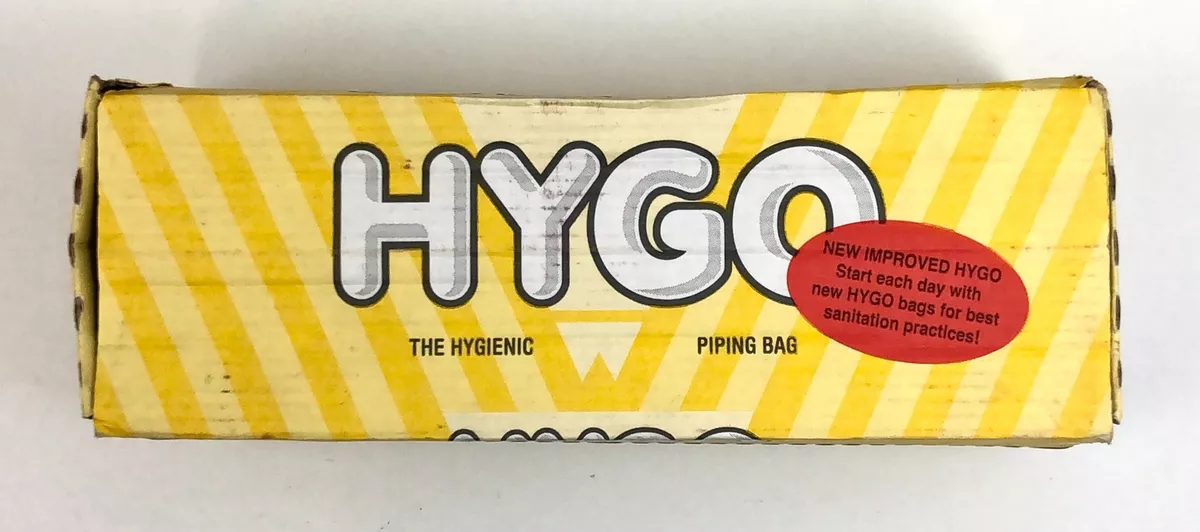 HYGO
THE HYGIENIC PIPING BAG
NEW IMPROVED HYGO
Start each day with
new HYGO bags for best
sanitation practices!